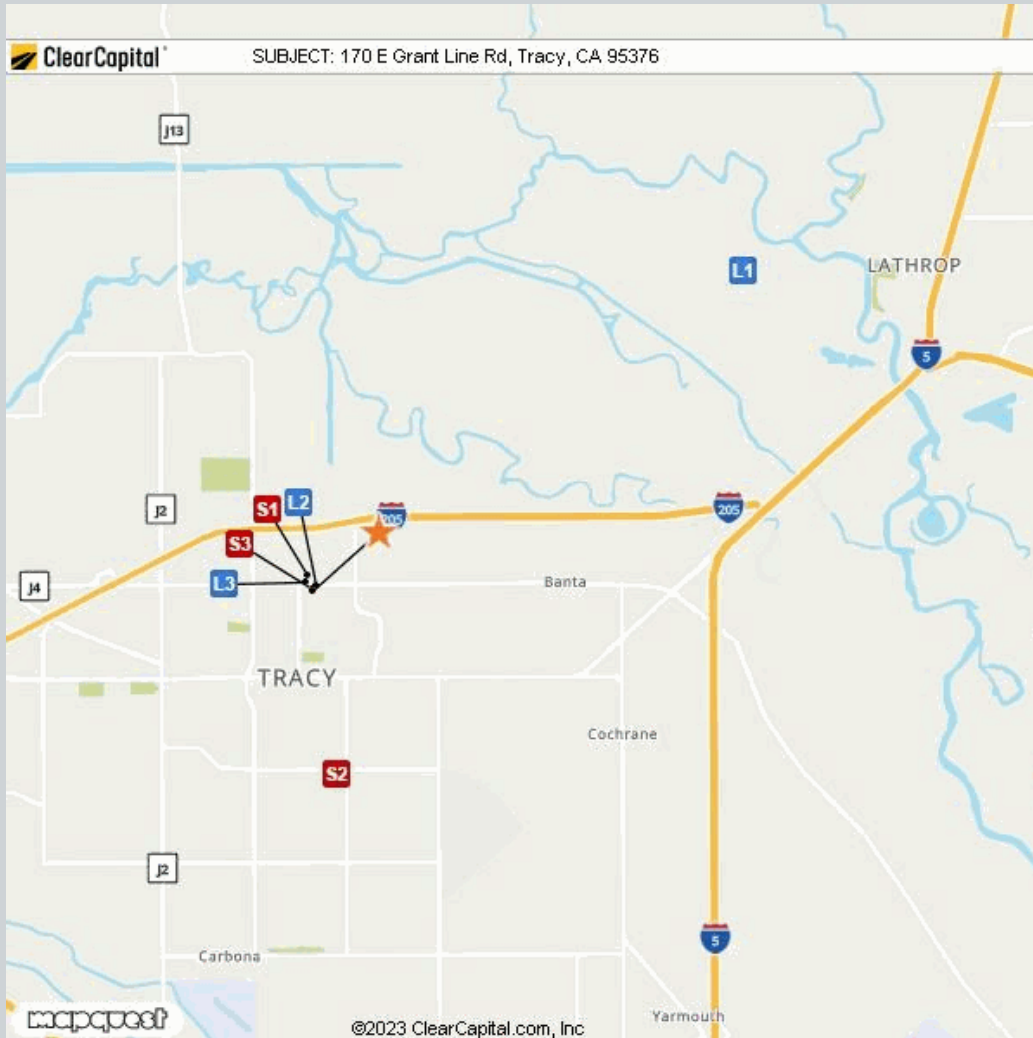 ClearCapital
SUBJECT: 170 E Grant Line Rd, Tracy, CA 95376
J13
L1
LATHROP
5
J2
S1
L2
205
205
S3
L3
J4
Banta
TRACY
Cochrane
S2
J2
5
Carbona
mapquest
©2023 ClearCapital.com, Inc
Yarmouth